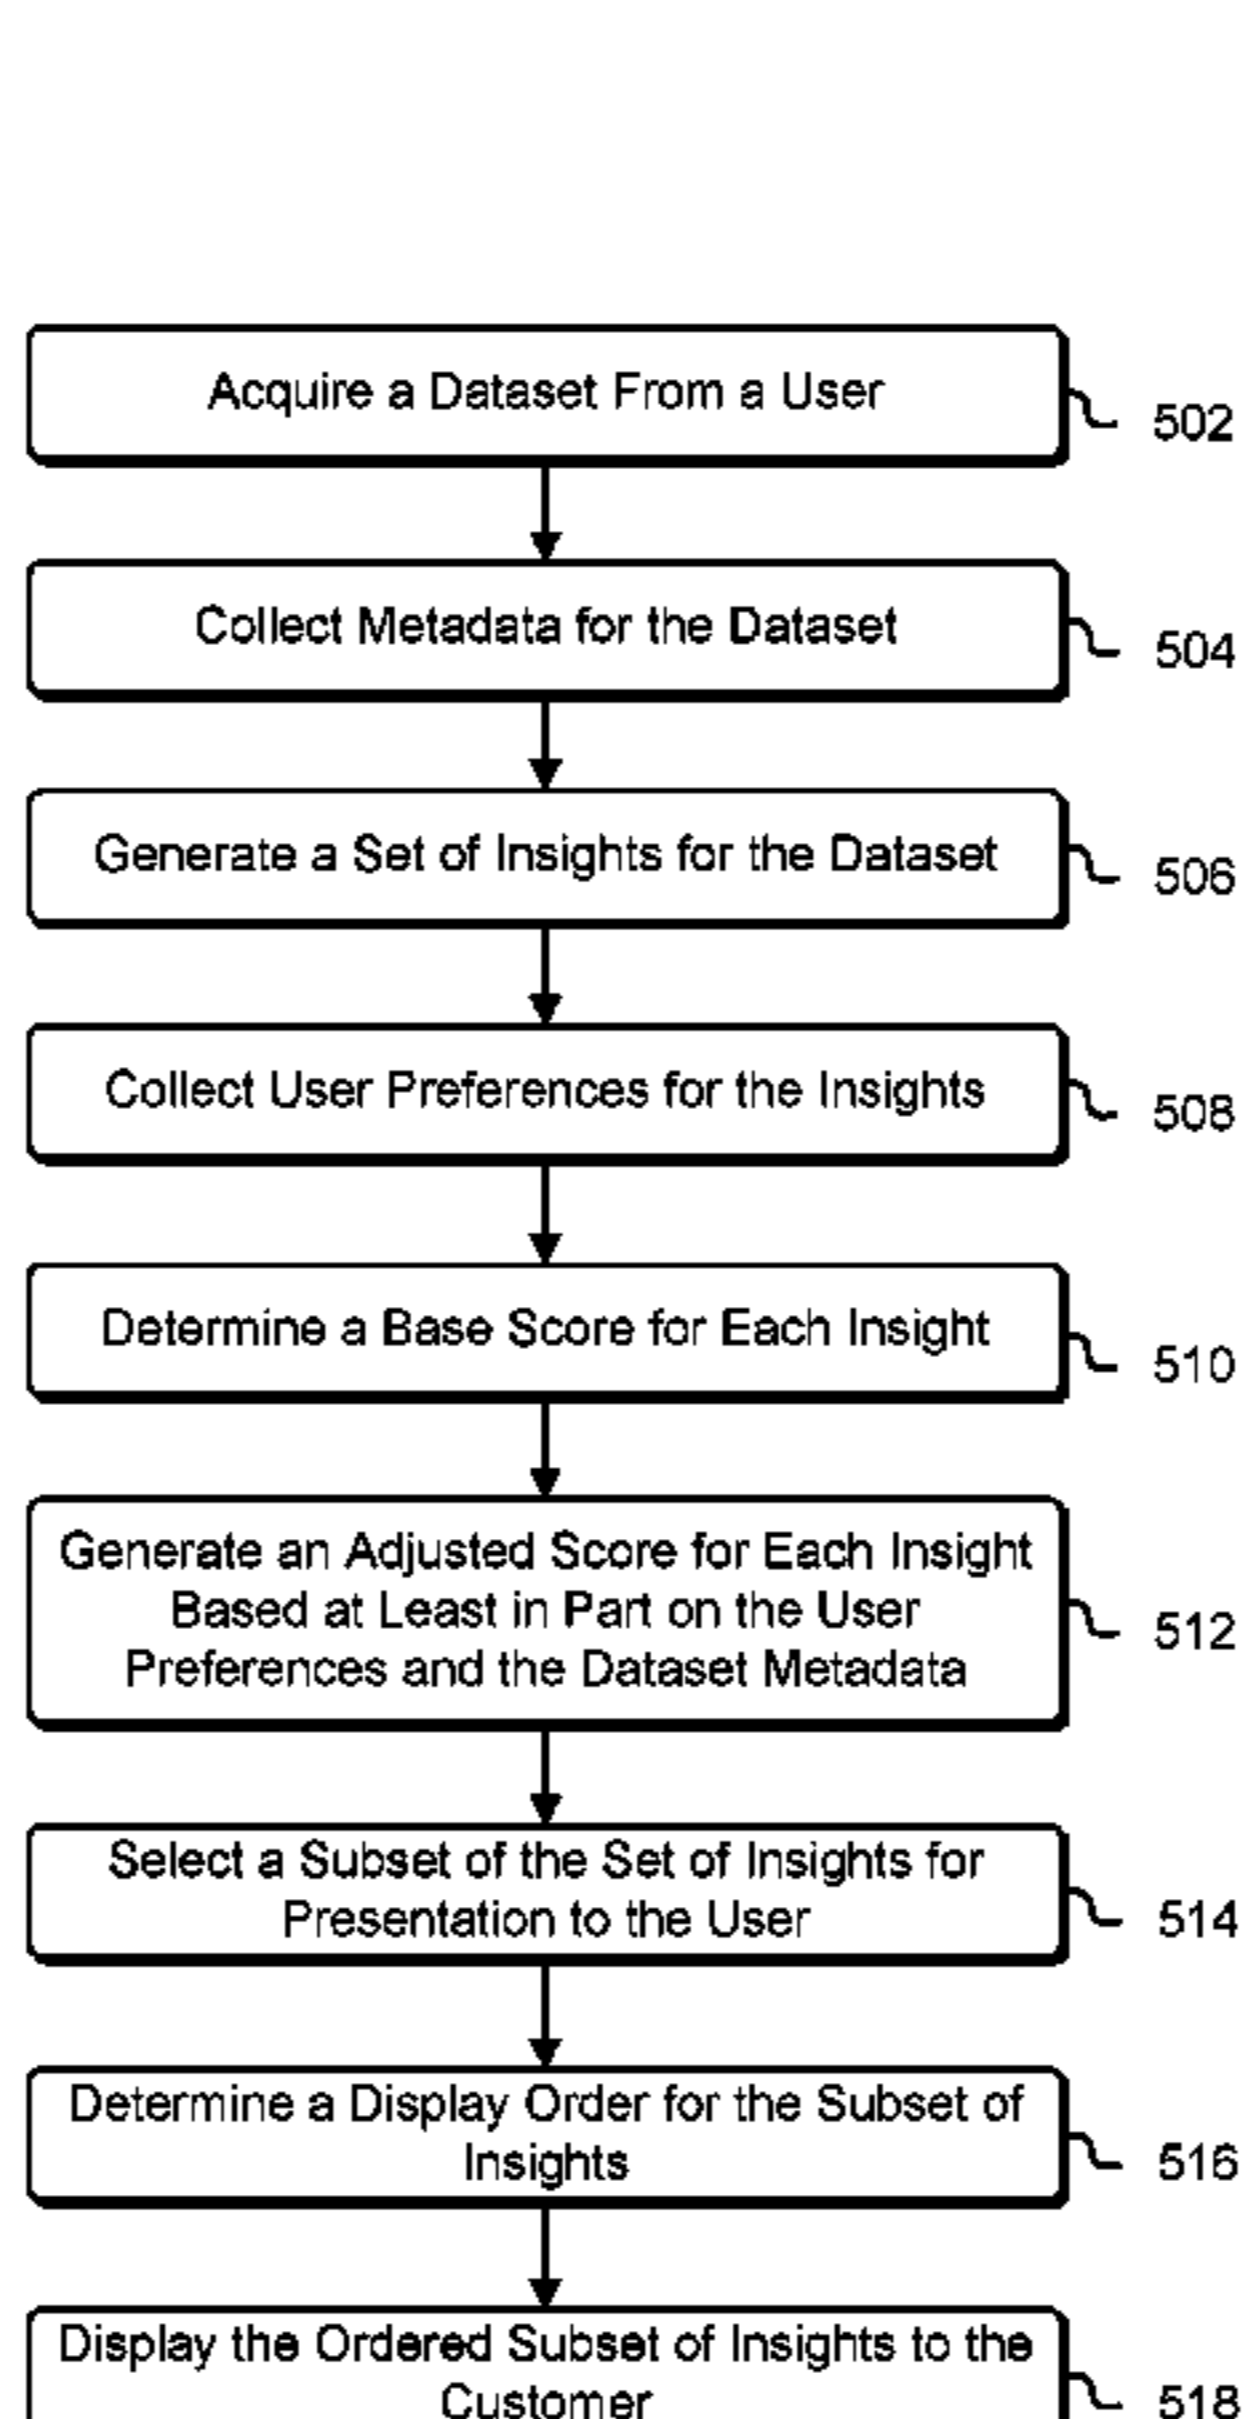 Acquire a Dataset From a User
502
Collect Metadata for the Dataset
504
Generate a Set of Insights for the Dataset
506
Collect User Preferences for the Insights
508
Determine a Base Score for Each Insight
510
Generate an Adjusted Score for Each Insight
Based at Least in Part on the User
Preferences and the Dataset Metadata
512
Select a Subset of the Set of Insights for
Presentation to the User
514
Determine a Display Order for the Subset of
Insights
516
Display the Ordered Subset of Insights to the
Customer
518